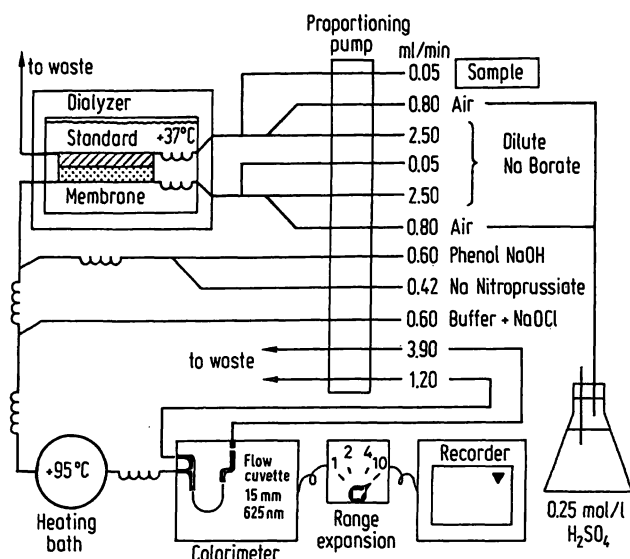 Proportioning
pump
ml/min
to waste
0.05 Sample
Dialyzer
0.80 Air
Standard +37°C
2.50
0.05
Dilute
Na Borate
Membrane
2.50
0.80 Air
0.60 Phenol NaOH
0.42 Na Nitroprussiate
0.60 Buffer + NaOCl
to waste
3.90
1.20
+95°C
Heating
bath
Flow
cuvette
15 mm
625nm
Colorimeter
1 2 4 10
Range
expansion
Recorder
0.25 mol/l
H₂SO₄